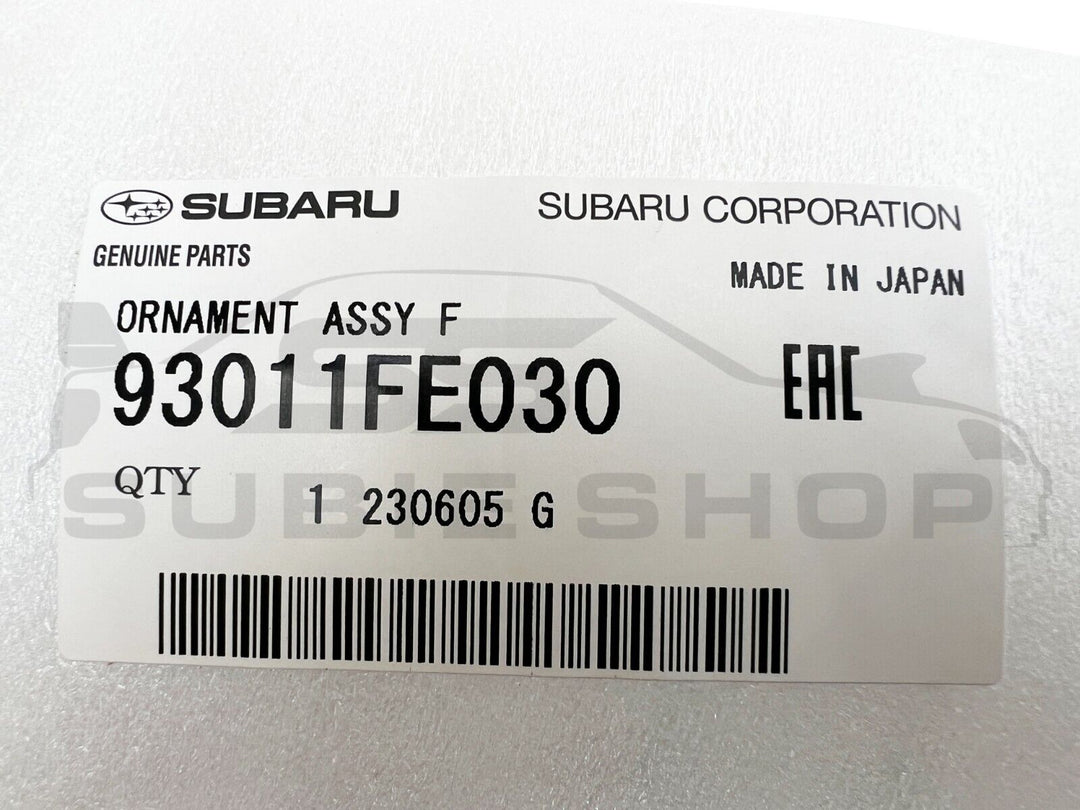 SUBARU SUBARU CORPORATION
GENUINE PARTS
MADE IN JAPAN
ORNAMENT ASSY F
93011FE030
EAC
QTY 1 230605 G
SUBIE SHOP